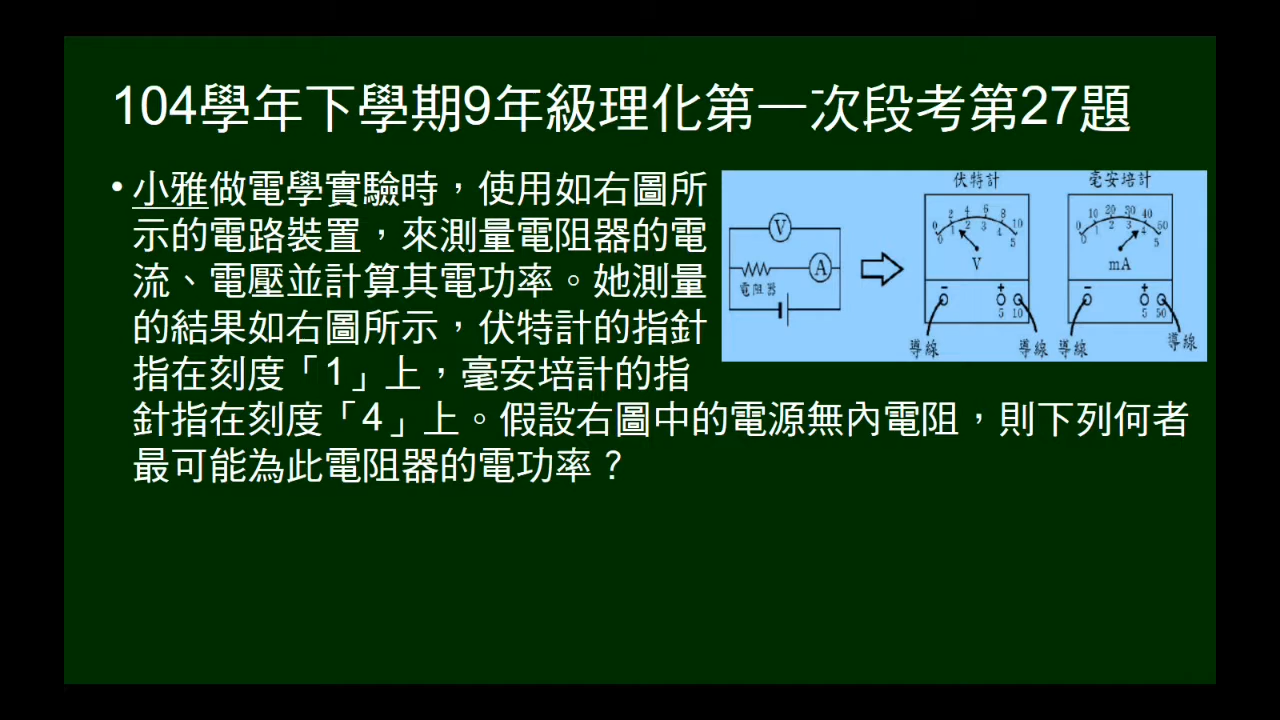 104學年下學期9年級理化第一次段考第27題
• 小雅做電學實驗時，使用如右圖所
示的電路裝置，來測量電阻器的電
流、電壓並計算其電功率。她測量
的結果如右圖所示，伏特計的指針
指在刻度「1」上，毫安培計的指
針指在刻度「4」上。假設右圖中的電源無內電阻，則下列何者
最可能為此電阻器的電功率？
V
A
電阻器
伏特計
0 2 4 6 8 10
0 1 2 3 4 5
V
- +
5 10
導線 導線
毫安培計
0 10 20 30 40 50
0 1 2 3 4 5
mA
- +
5 50
導線 導線